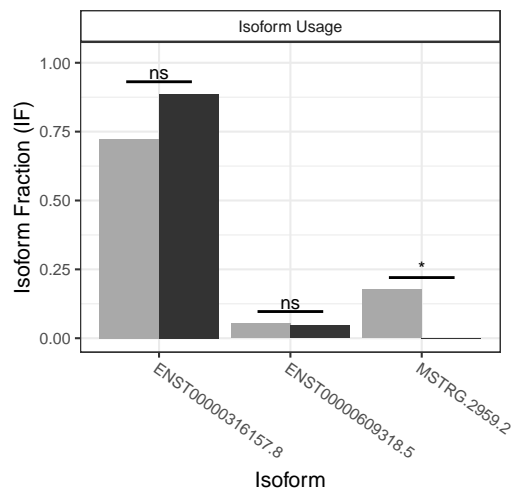 Isoform Usage
1.00
0.75
0.50
0.25
0.00
Isoform Fraction (IF)
ns
ns
*
ENST00000316157.8
ENST00000609318.5
MSTRG.2959.2
Isoform